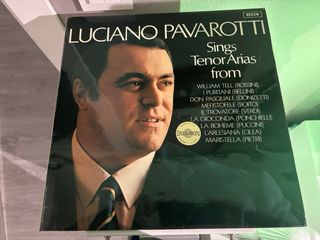 DECCA
LUCIANO PAVAROTTI
Sings
Tenor Arias
from
WILLIAM TELL (ROSSINI)
I PURITANI (BELLINI)
DON PASQUALE (DONIZETTI)
MEFISTOFELE (BOITO)
IL TROVATORE (VERDI)
LA GIOCONDA (PONCHIELLI)
LA BOHEME (PUCCINI)
L'ARLESIANA (CILEA)
MARISTELLA (PIETRI)